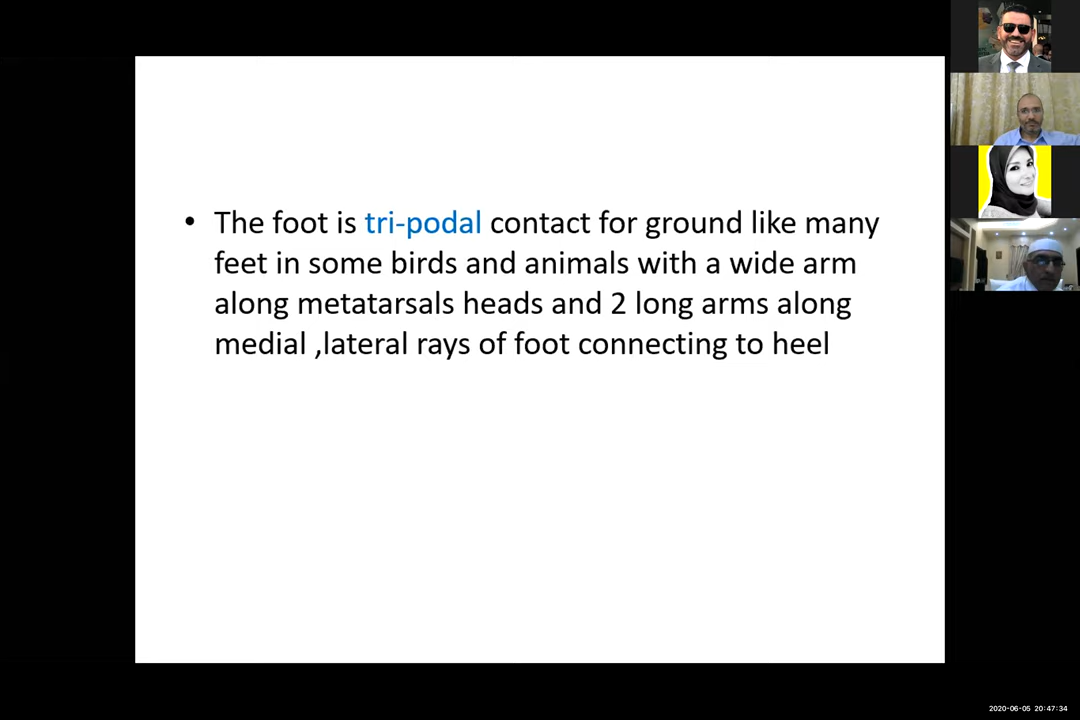 • The foot is tri-podal contact for ground like many
feet in some birds and animals with a wide arm
along metatarsals heads and 2 long arms along
medial ,lateral rays of foot connecting to heel
2020-06-05 20:47:34